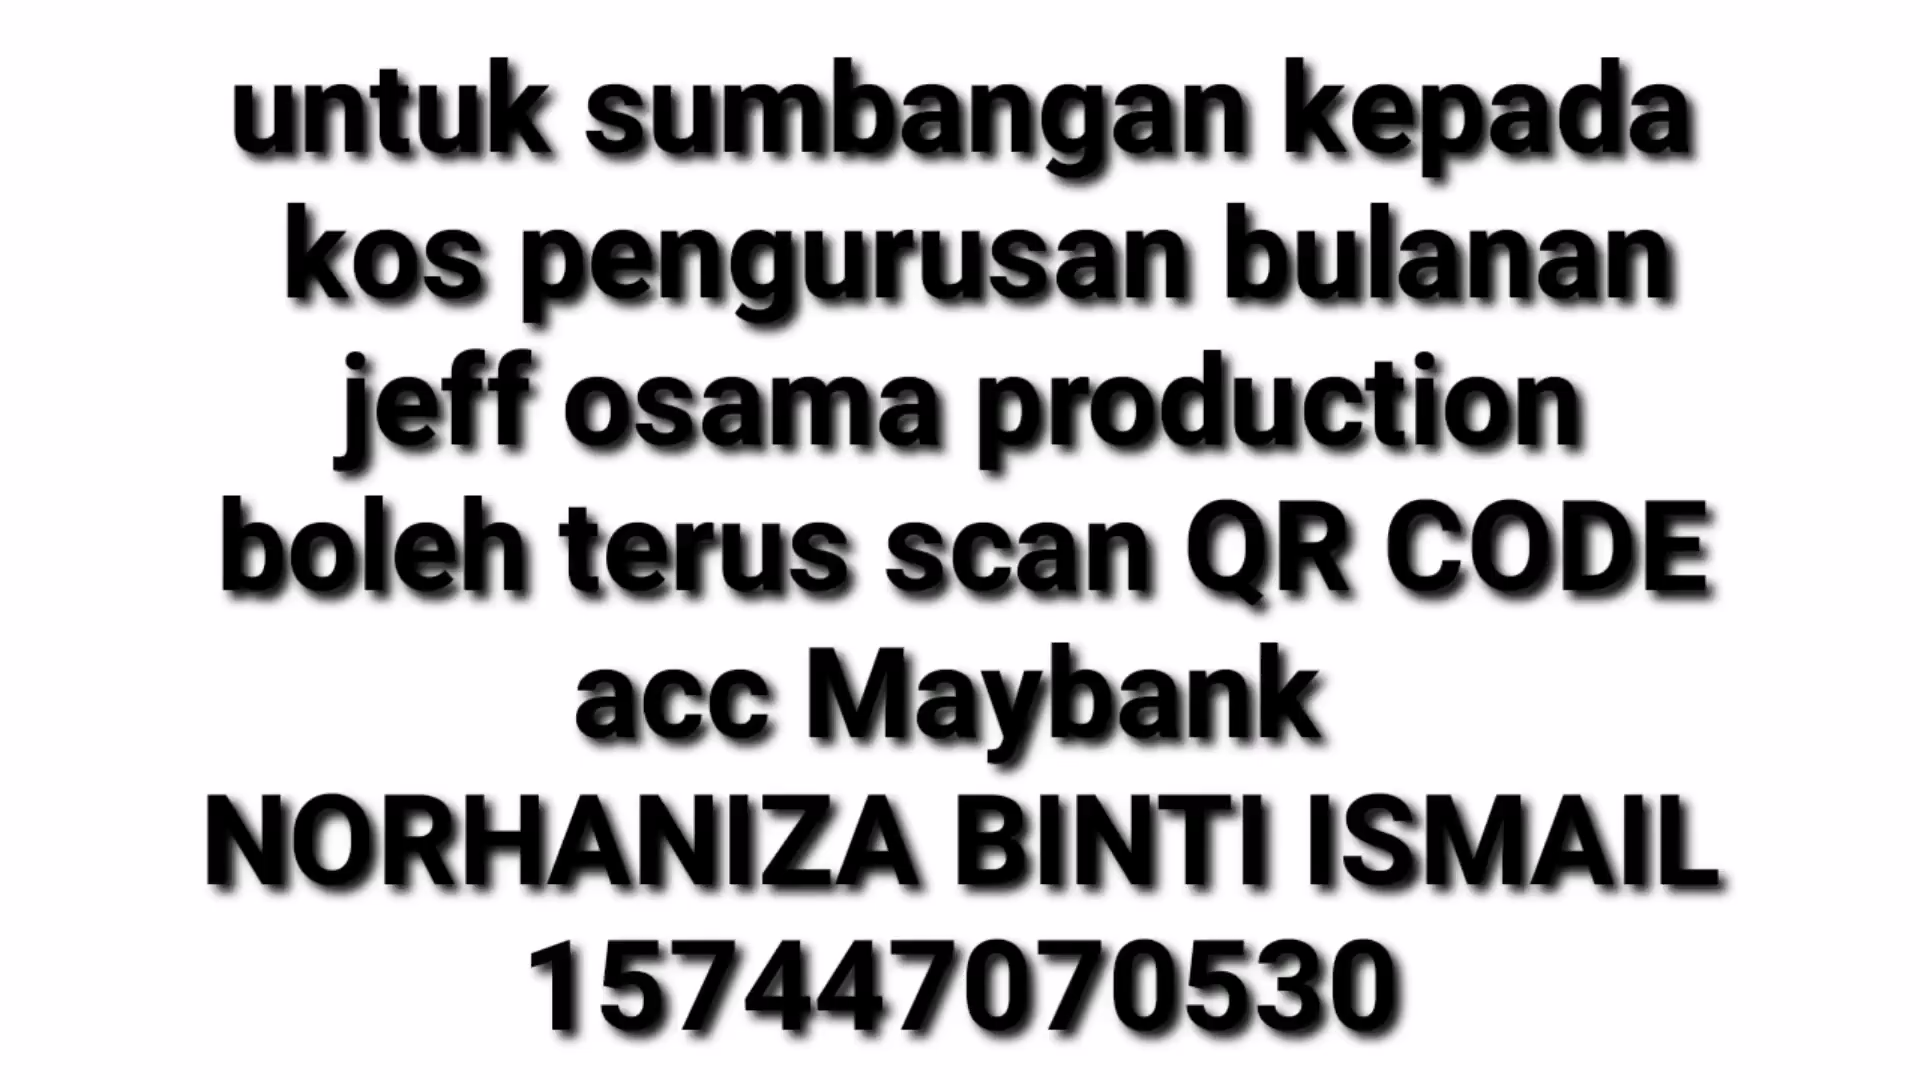 untuk sumbangan kepada
kos pengurusan bulanan
jeff osama production
boleh terus scan QR CODE
acc Maybank
NORHANIZA BINTI ISMAIL
157447070530